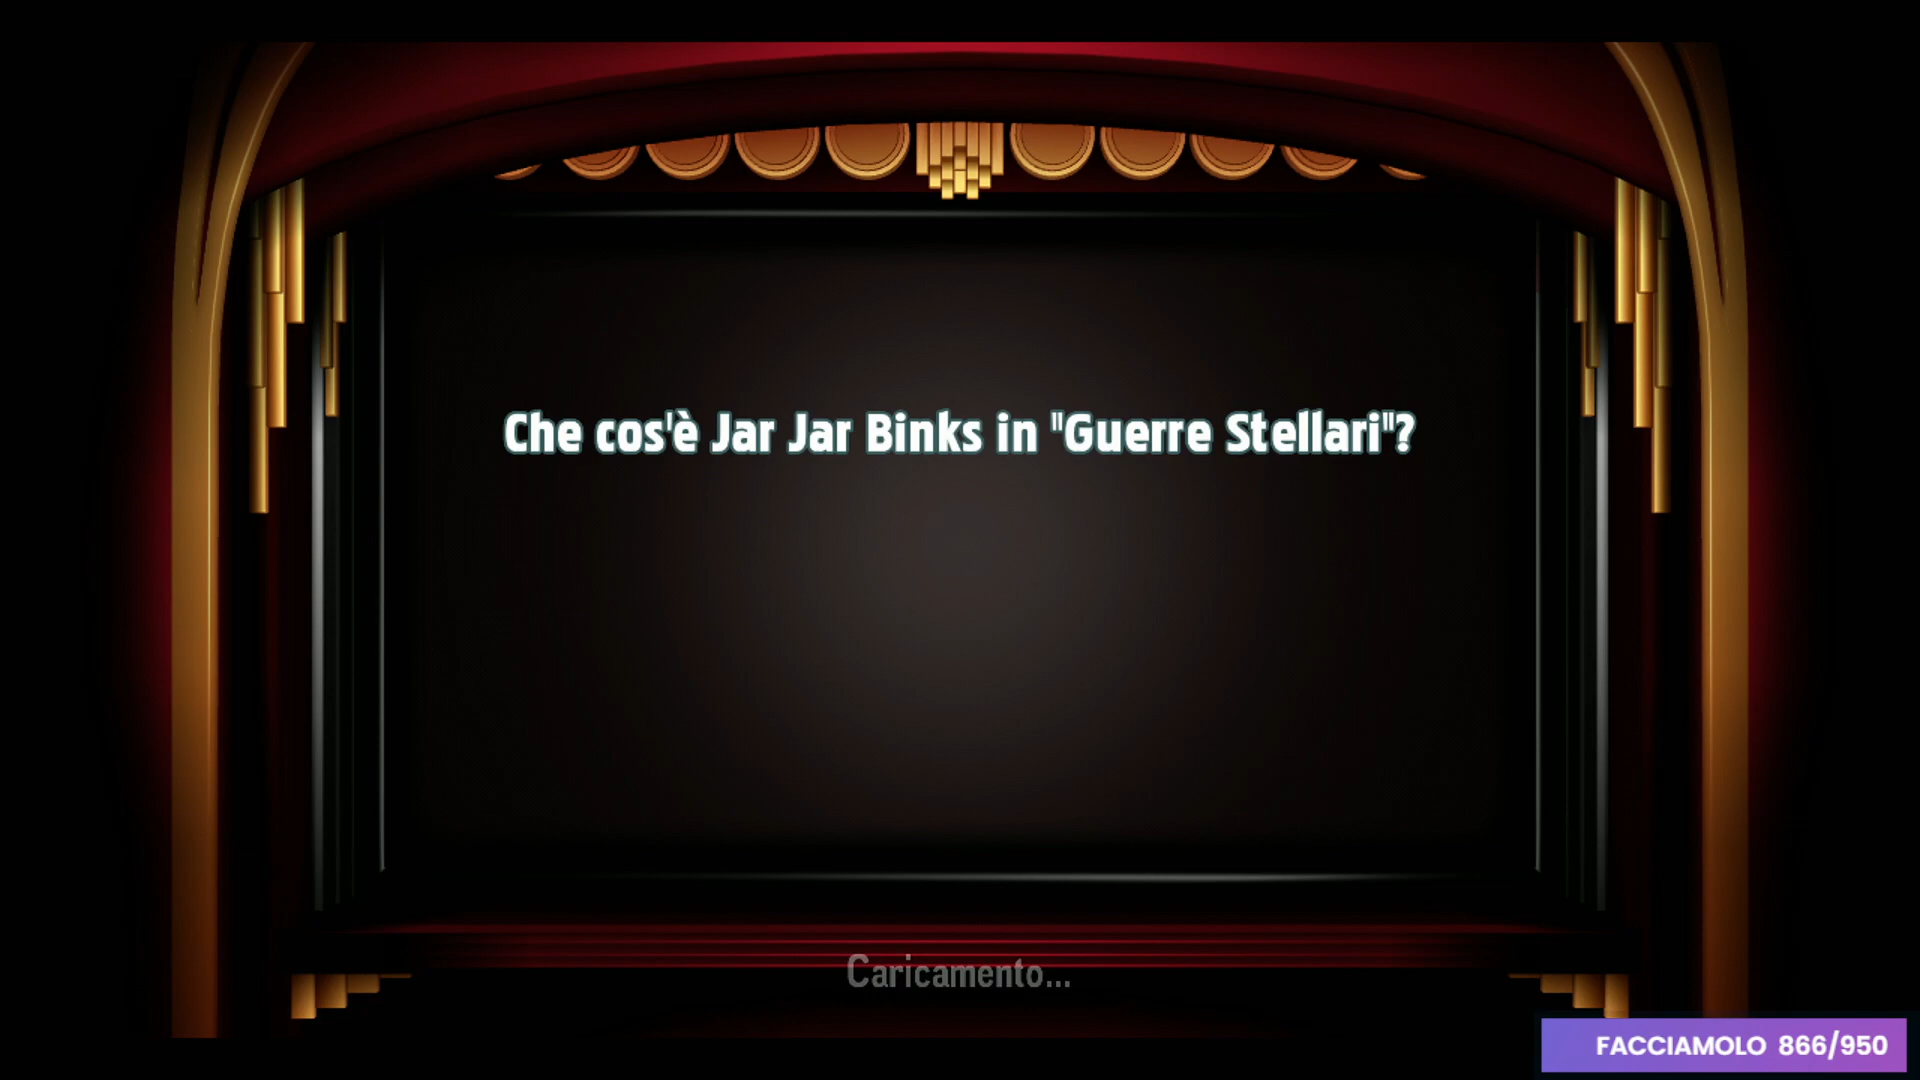 Che cos'è Jar Jar Binks in "Guerre Stellari"?
Caricamento...
FACCIAMOLO 866/950